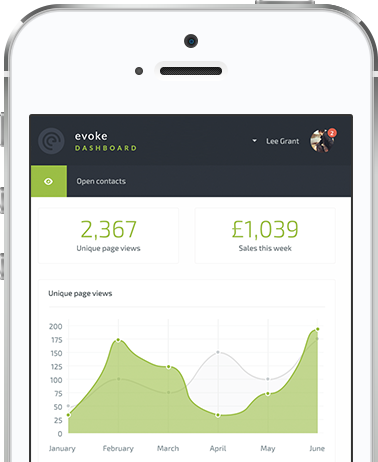 evoke
DASHBOARD
Lee Grant
2
Open contacts
2,367
Unique page views
£1,039
Sales this week
Unique page views
200
175
150
125
100
75
50
25
0
January February March April May June